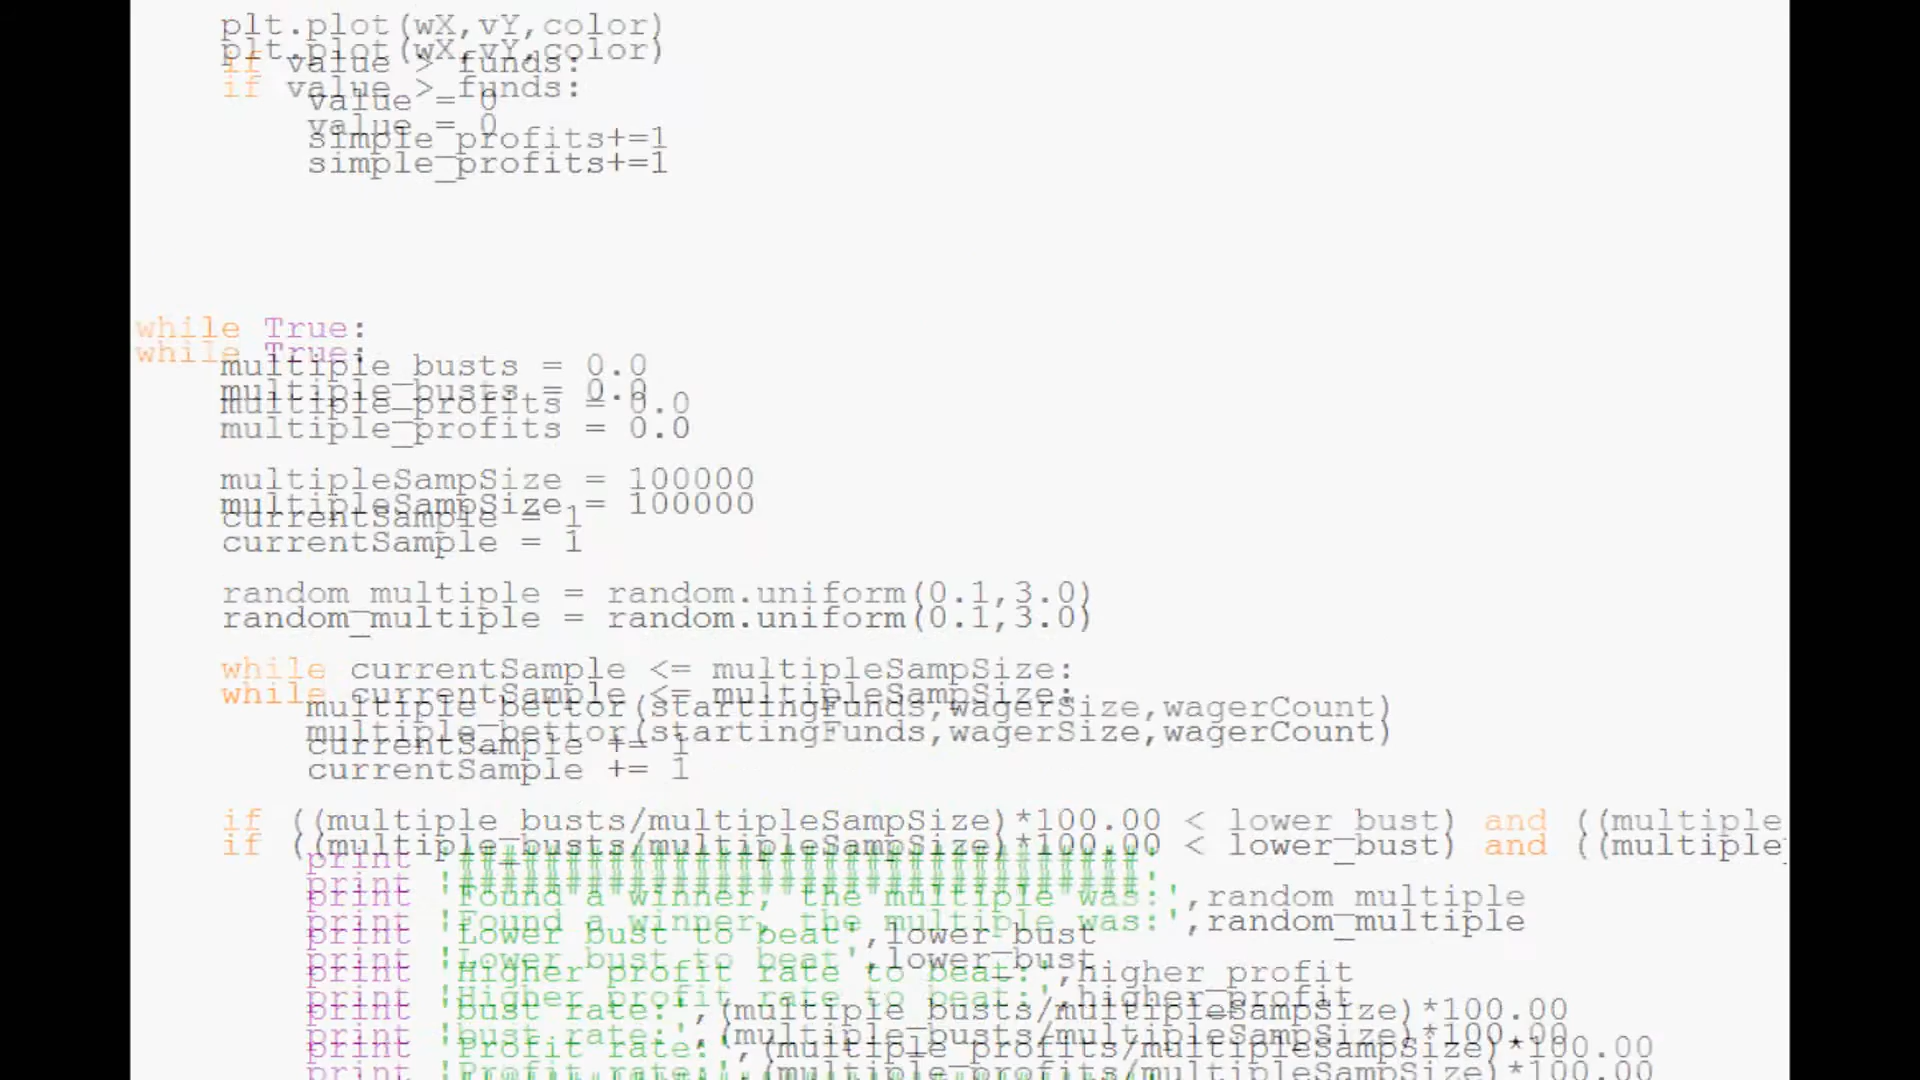 plt.plot(wX,vY,color)
if value > funds:
value = 0
simple_profits+=1
while True:
multiple_busts = 0.0
multiple_profits = 0.0
multipleSampSize = 100000
currentSample = 1
random_multiple = random.uniform(0.1,3.0)
while currentSample <= multipleSampSize:
multiple_bettor(startingFunds,wagerSize,wagerCount)
currentSample += 1
if ((multiple_busts/multipleSampSize)*100.00 < lower_bust) and ((multiple_
print '################################'
print 'Found a winner, the multiple was:',random_multiple
print 'Lower bust to beat',lower_bust
print 'Higher profit rate to beat:',higher_profit
print 'bust rate:',(multiple_busts/multipleSampSize)*100.00
print 'Profit rate:',(multiple_profits/multipleSampSize)*100.00